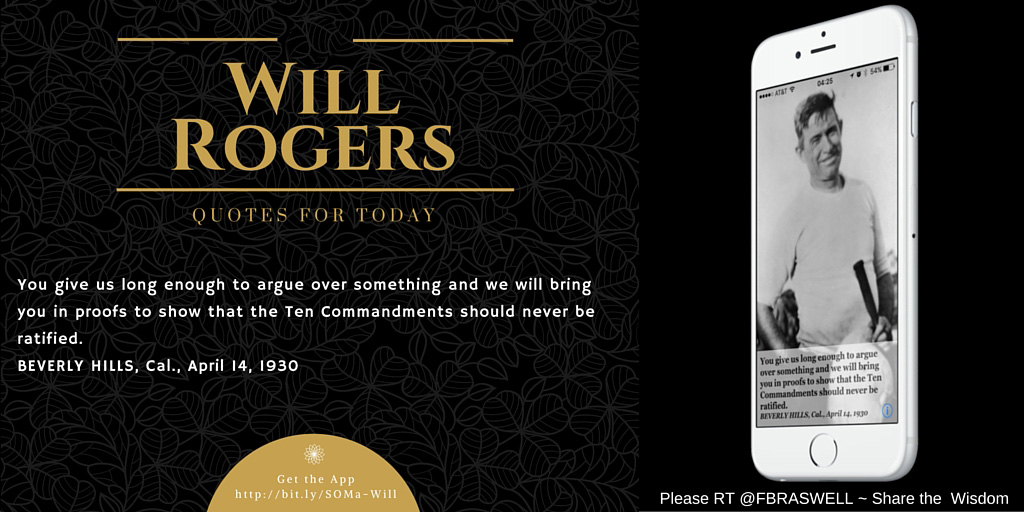 WILL
ROGERS
QUOTES FOR TODAY
You give us long enough to argue over something and we will bring
you in proofs to show that the Ten Commandments should never be
ratified.
BEVERLY HILLS, Cal., April 14, 1930
Get the App
http://bit.ly/SOMa-Will
AT&T 04:25 54%
You give us long enough to argue
over something and we will bring
you in proofs to show that the Ten
Commandments should never be
ratified.
BEVERLY HILLS, Cal., April 14, 1930
i
Please RT @FBRASWELL ~ Share the Wisdom